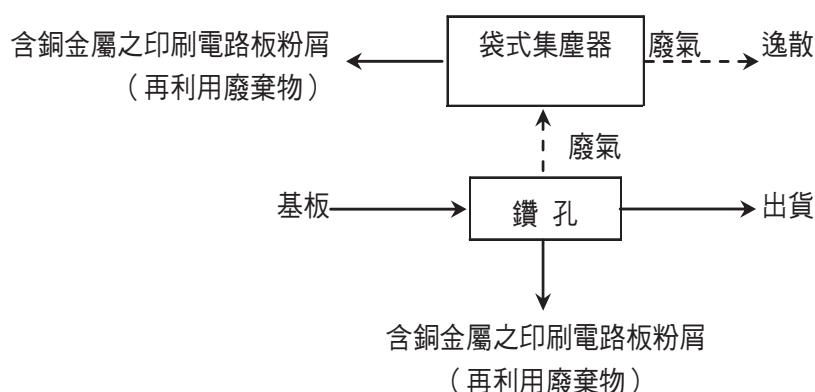 袋式集塵器
廢氣
逸散
含銅金屬之印刷電路板粉屑
（再利用廢棄物）
廢氣
基板
鑽 孔
出貨
含銅金屬之印刷電路板粉屑
（再利用廢棄物）